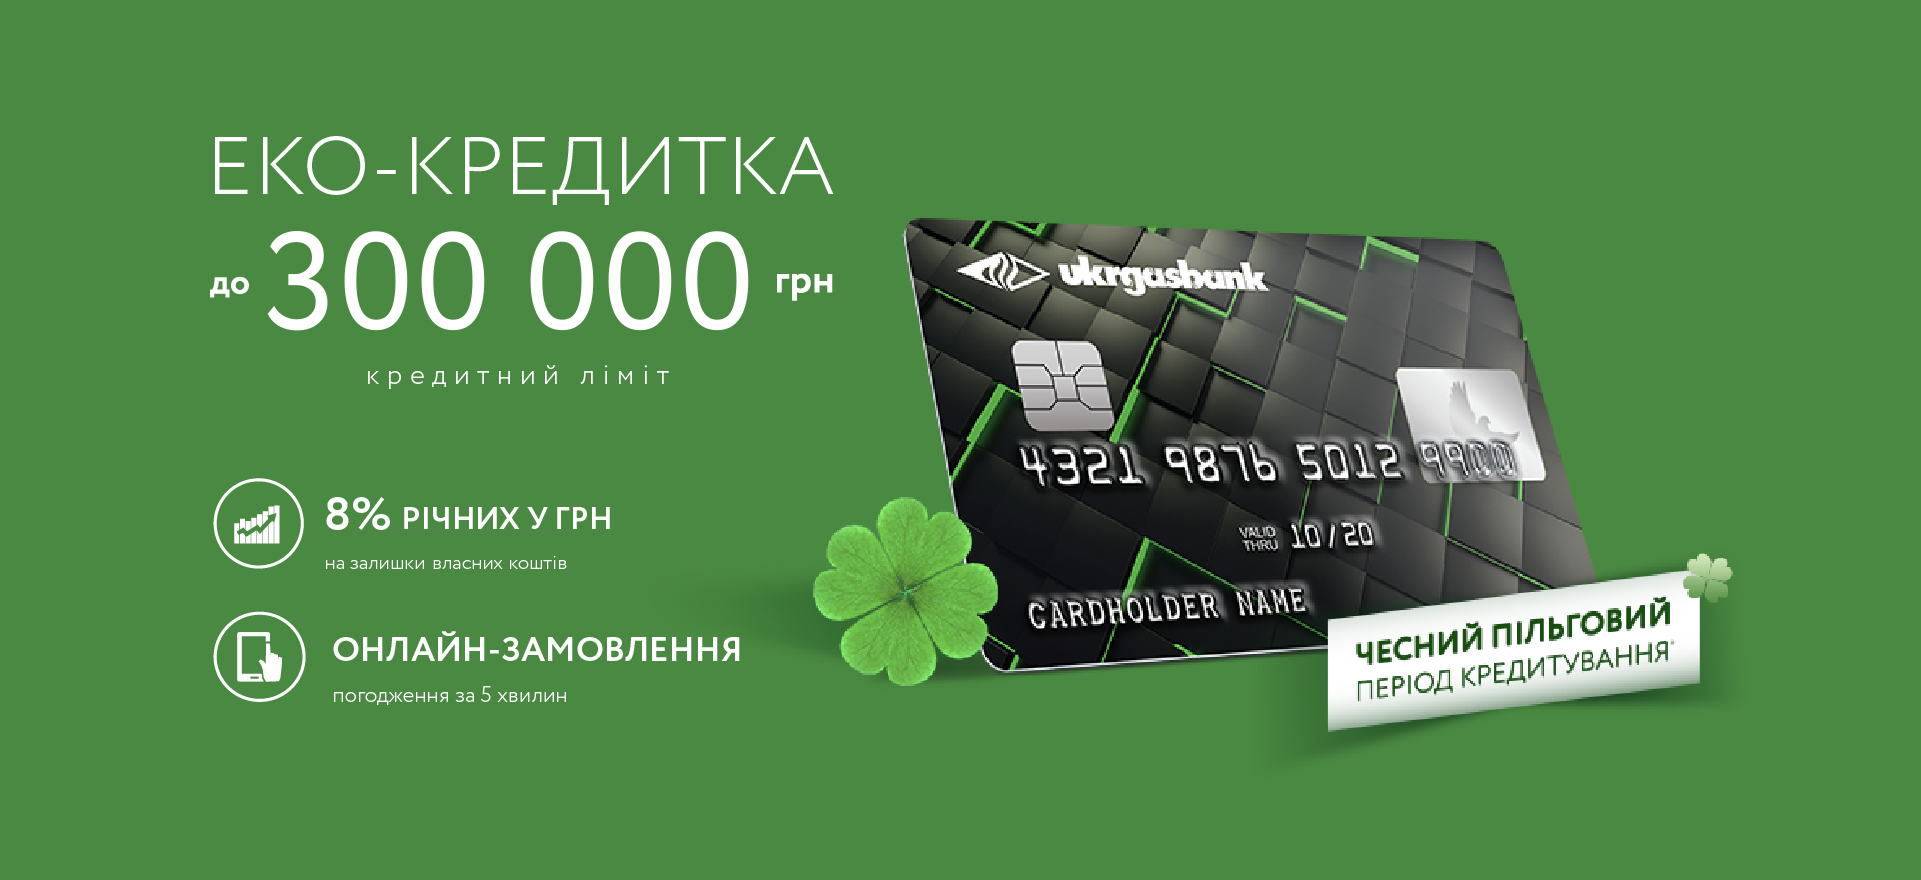 ЕКО-КРЕДИТКА
до 300 000 грн
кредитний ліміт
8% РІЧНИХ У ГРН
на залишки власних коштів
ОНЛАЙН-ЗАМОВЛЕННЯ
погодження за 5 хвилин
ukrgasbank
4321 9876 5012 9900
VALID THRU 10/20
CARDHOLDER NAME
ЧЕСНИЙ ПІЛЬГОВИЙ
ПЕРІОД КРЕДИТУВАННЯ*